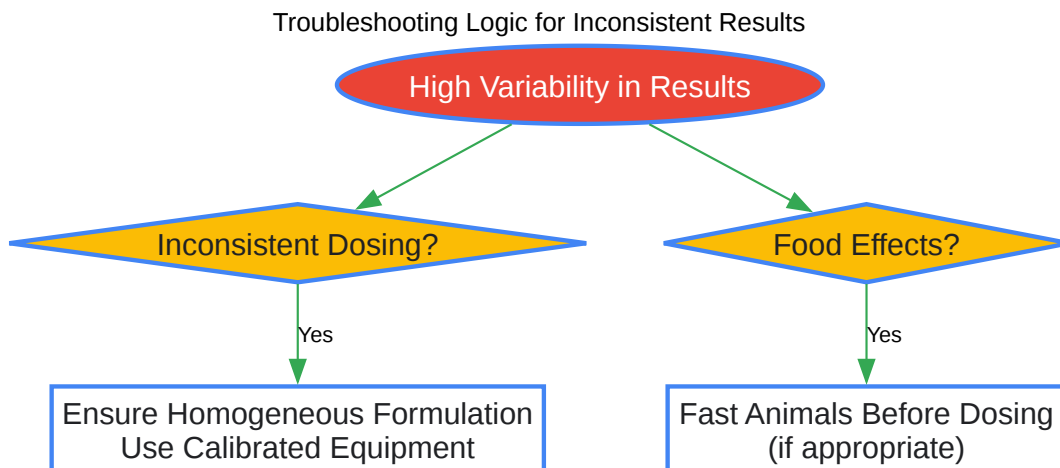 Troubleshooting Logic for Inconsistent Results
High Variability in Results
Inconsistent Dosing?
Food Effects?
Yes
Yes
Ensure Homogeneous Formulation
Use Calibrated Equipment
Fast Animals Before Dosing
(if appropriate)